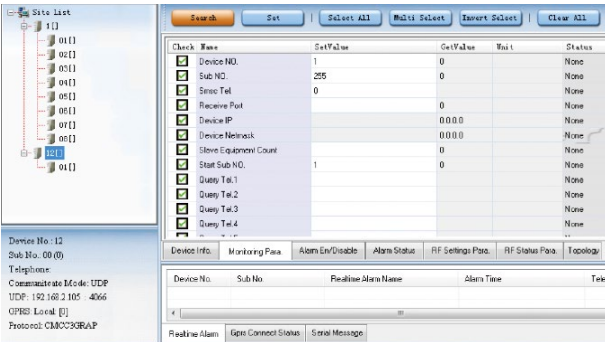 Site List
1[]
01[]
02[]
03[]
04[]
05[]
06[]
07[]
08[]
12[]
01[]
Device No.: 12
Sub No.: 00 (0)
Telephone:
Communicate Mode: UDP
UDP: 192.168.2.105 : 4066
GPRS: Local: [0]
Protocol: CMCC3GRAP
Search Set Select All Multi Select Invert Select Clear All
Check Name SetValue GetValue Unit Status
Device NO. 1 0 None
Sub NO. 255 0 None
Smsc Tel. 0 None
Receive Port 0 None
Device IP 0.0.0.0 None
Device Netmask 0.0.0.0 None
Slave Equipment Count 0 None
Start Sub NO. 1 0 None
Query Tel.1 None
Query Tel.2 None
Query Tel.3 None
Query Tel.4 None
Device Info. Monitoring Para. Alarm En/Disable Alarm Status RF Settings Para. RF Status Para. Topology
Device No. Sub No. Realtime Alarm Name Alarm Time Tele
Realtime Alarm Gprs Connect Status Serial Message